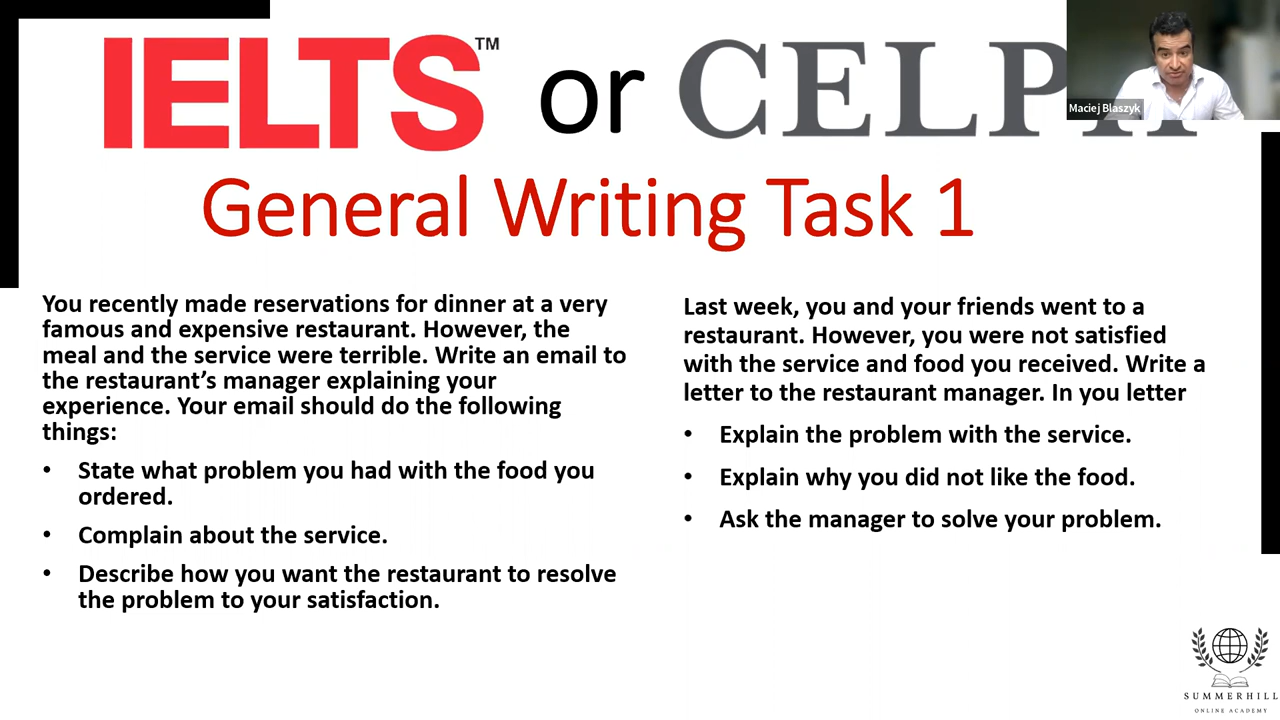 IELTS™ or CELP
Maciej Blaszyk
General Writing Task 1
You recently made reservations for dinner at a very
famous and expensive restaurant. However, the
meal and the service were terrible. Write an email to
the restaurant's manager explaining your
experience. Your email should do the following
things:
• State what problem you had with the food you
ordered.
• Complain about the service.
• Describe how you want the restaurant to resolve
the problem to your satisfaction.
Last week, you and your friends went to a
restaurant. However, you were not satisfied
with the service and food you received. Write a
letter to the restaurant manager. In you letter
• Explain the problem with the service.
• Explain why you did not like the food.
• Ask the manager to solve your problem.
SUMMERHILL
ONLINE ACADEMY